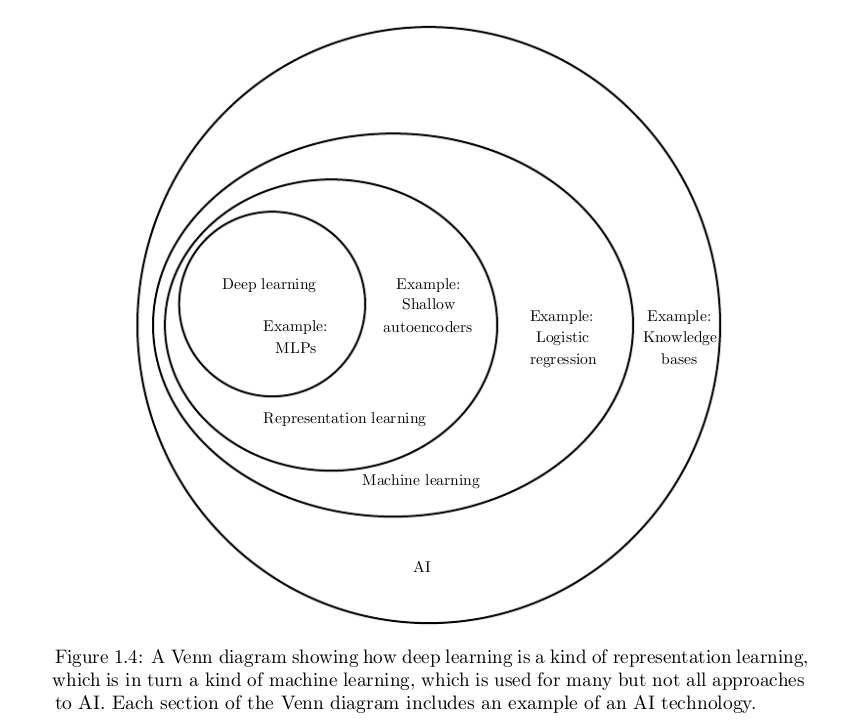 Deep learning
Example:
MLPs
Example:
Shallow
autoencoders
Example:
Logistic
regression
Example:
Knowledge
bases
Representation learning
Machine learning
AI
Figure 1.4: A Venn diagram showing how deep learning is a kind of representation learning,
which is in turn a kind of machine learning, which is used for many but not all approaches
to AI. Each section of the Venn diagram includes an example of an AI technology.